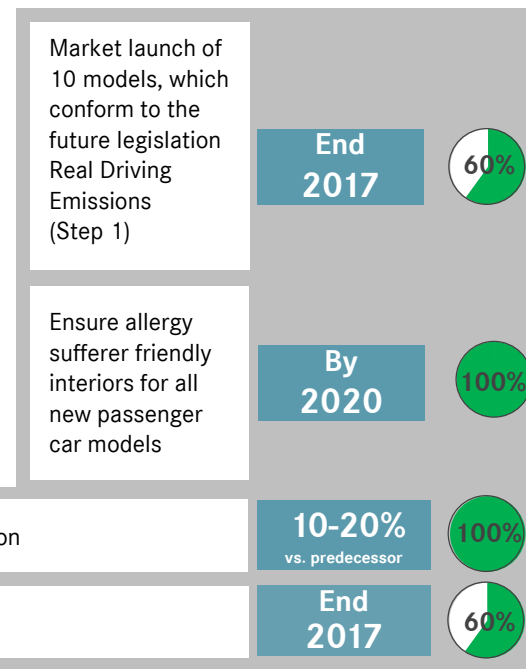 Market launch of
10 models, which
conform to the
future legislation
Real Driving
Emissions
(Step 1)
End
2017
60%
Ensure allergy
sufferer friendly
interiors for all
new passenger
car models
By
2020
100%
on
10-20%
vs. predecessor
100%
End
2017
60%